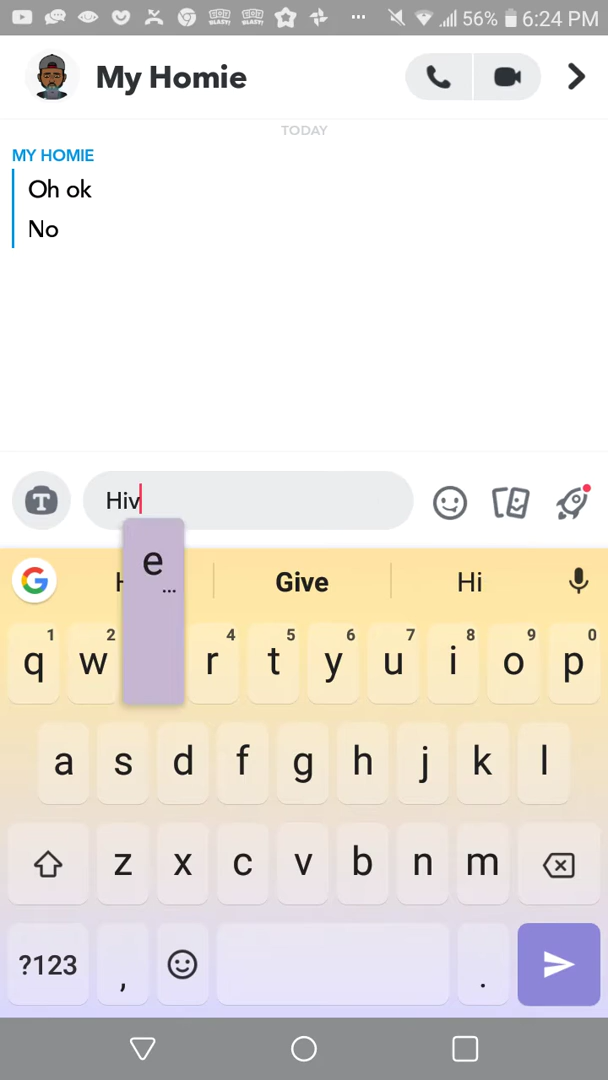 56% 6:24 PM
My Homie
TODAY
MY HOMIE
Oh ok
No
T
Hiv
e
...
G Give Hi
1 2 4 5 6 7 8 9 0
q w r t y u i o p
a s d f g h j k l
z x c v b n m
?123 , .